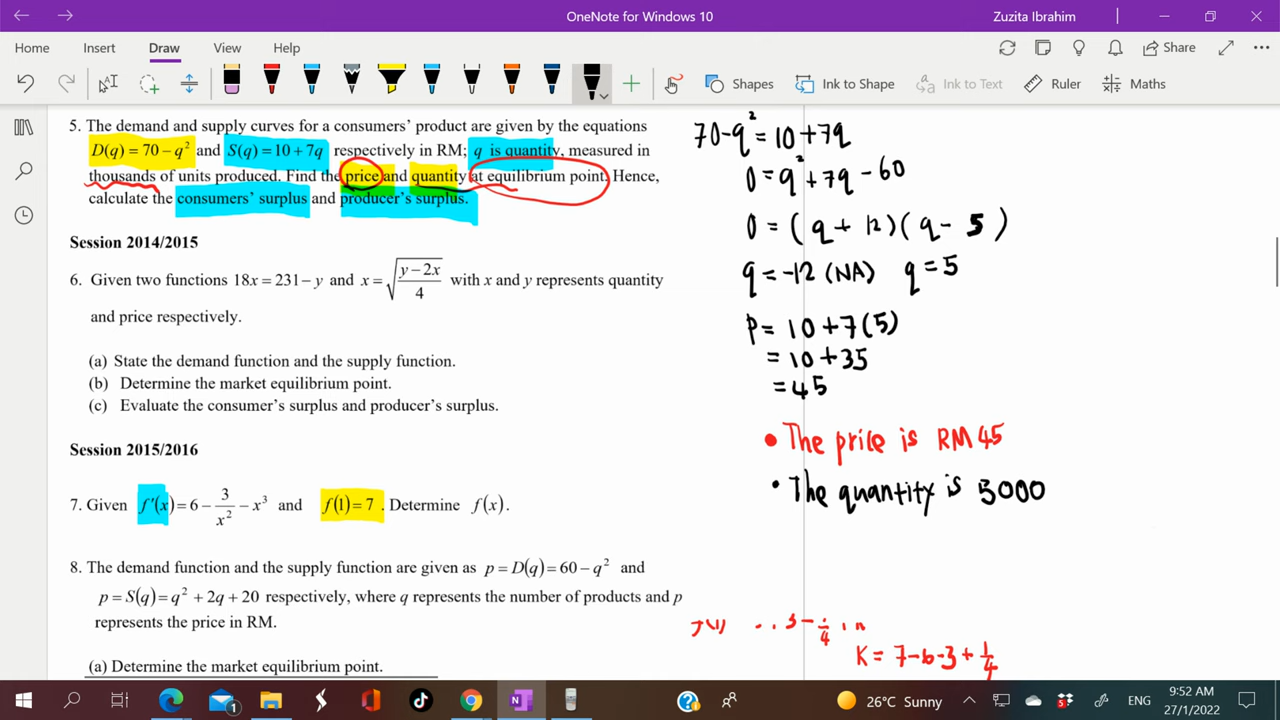 OneNote for Windows 10
Zuzita Ibrahim
Home Insert Draw View Help
Share
Shapes Ink to Shape Ink to Text Ruler Maths
5. The demand and supply curves for a consumers' product are given by the equations
D(q) = 70 − q² and S(q) = 10 + 7q respectively in RM; q is quantity, measured in
thousands of units produced. Find the price and quantity at equilibrium point. Hence,
calculate the consumers' surplus and producer's surplus.
Session 2014/2015
6. Given two functions 18x = 231 − y and x = √((y − 2x)/4) with x and y represents quantity
and price respectively.
(a) State the demand function and the supply function.
(b) Determine the market equilibrium point.
(c) Evaluate the consumer's surplus and producer's surplus.
Session 2015/2016
7. Given f'(x) = 6 − 3/x² − x³ and f(1) = 7 . Determine f(x).
8. The demand function and the supply function are given as p = D(q) = 60 − q² and
p = S(q) = q² + 2q + 20 respectively, where q represents the number of products and p
represents the price in RM.
(a) Determine the market equilibrium point.
70 - q² = 10 + 7q
0 = q² + 7q - 60
0 = (q + 12)(q - 5)
q = -12 (NA) q = 5
P = 10 + 7(5)
= 10 + 35
= 45
• The price is RM 45
• The quantity is 5000
K = 7 - 6 - 3 + 1/4
26°C Sunny
ENG
9:52 AM
27/1/2022